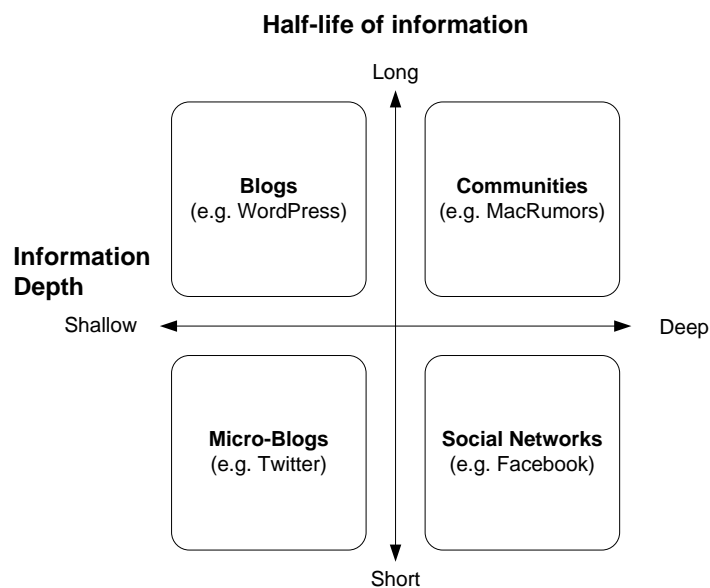 Half-life of information
Long
Blogs
(e.g. WordPress)
Communities
(e.g. MacRumors)
Information
Depth
Shallow
Deep
Micro-Blogs
(e.g. Twitter)
Social Networks
(e.g. Facebook)
Short